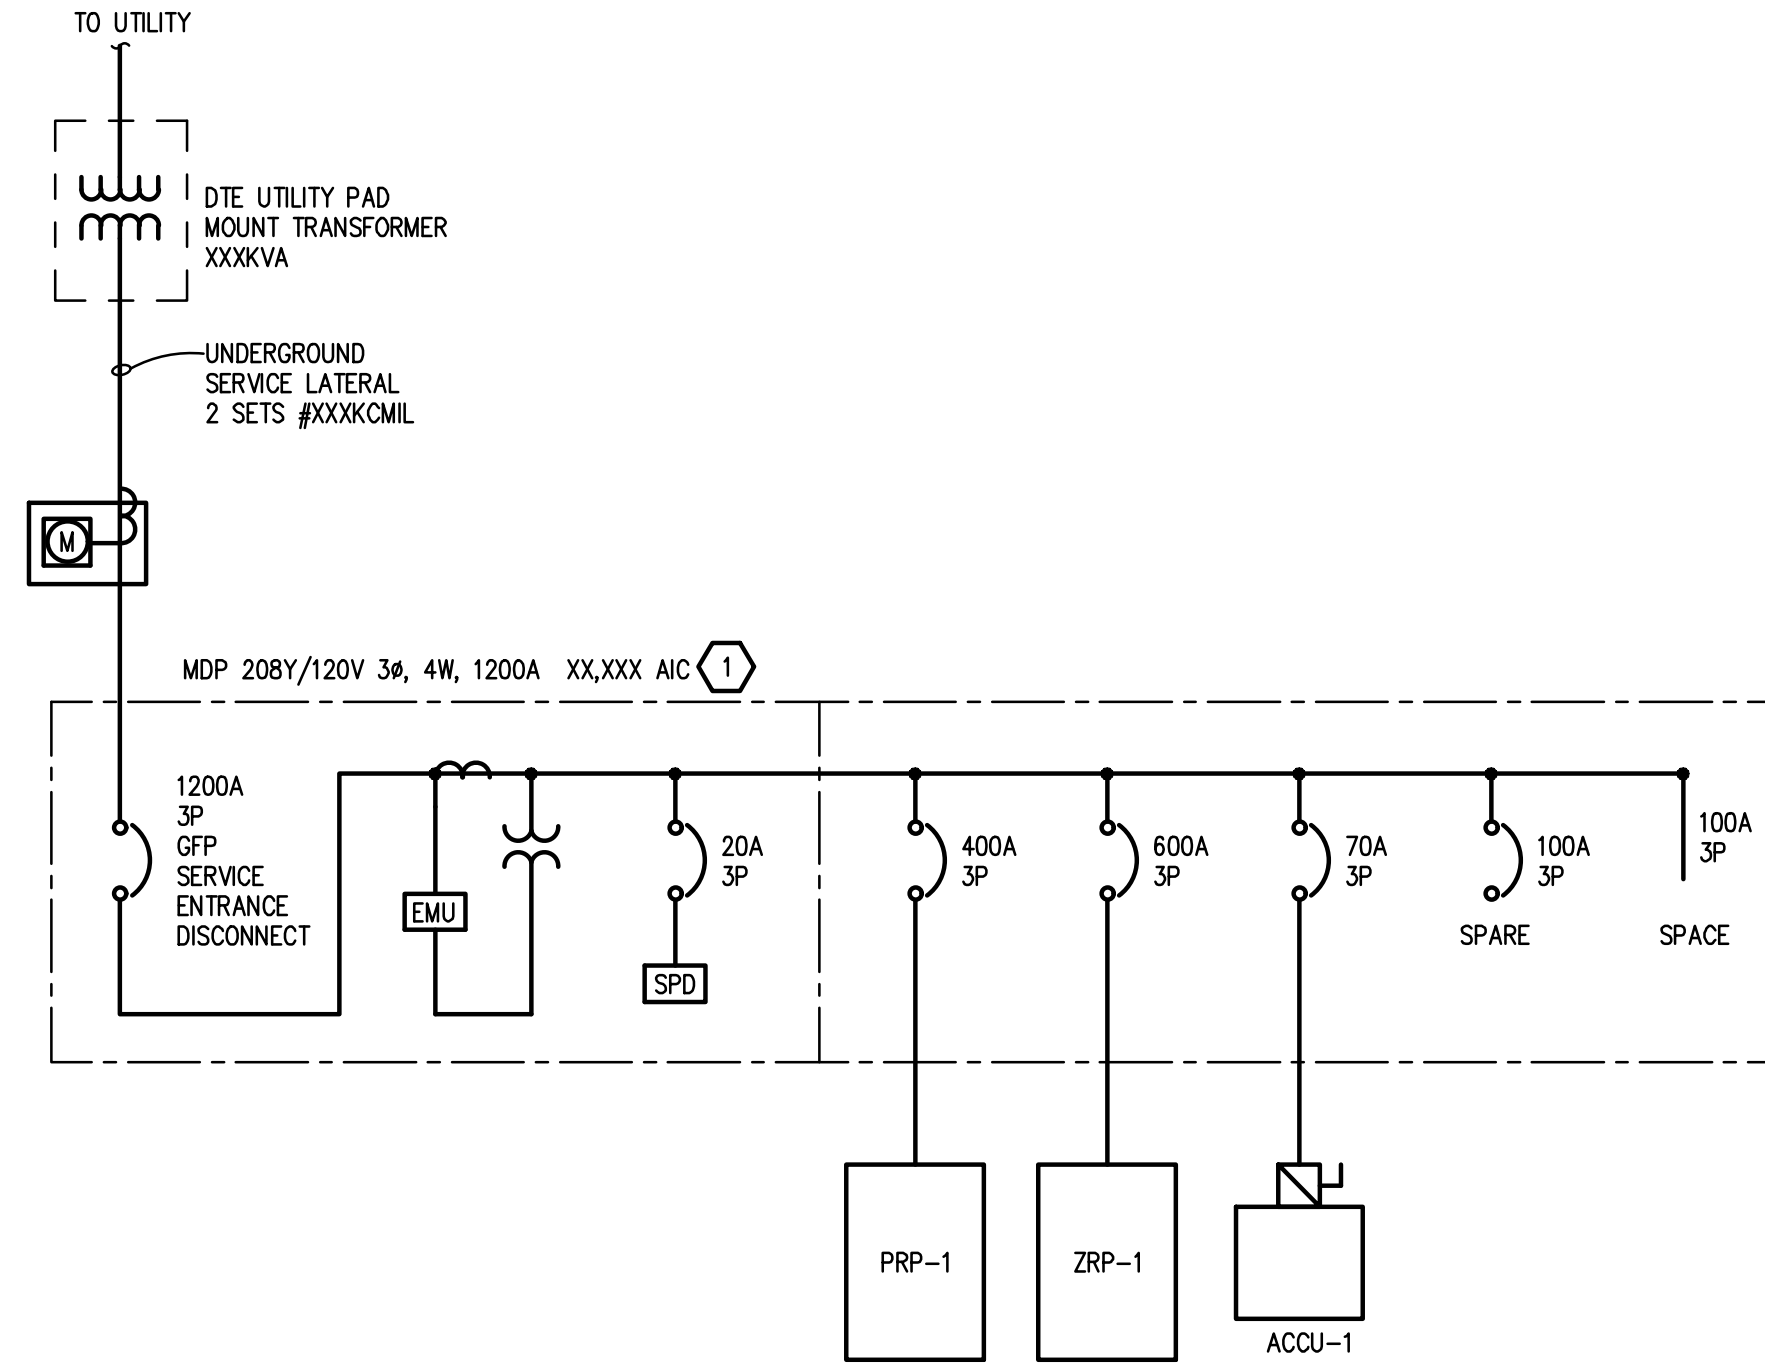 TO UTILITY
DTE UTILITY PAD
MOUNT TRANSFORMER
XXXKVA
UNDERGROUND
SERVICE LATERAL
2 SETS #XXXKCMIL
M
MDP 208Y/120V 3ø, 4W, 1200A XX,XXX AIC 1
1200A
3P
GFP
SERVICE
ENTRANCE
DISCONNECT
EMU
20A
3P
SPD
400A
3P
600A
3P
70A
3P
100A
3P
SPARE
100A
3P
SPACE
PRP-1
ZRP-1
ACCU-1